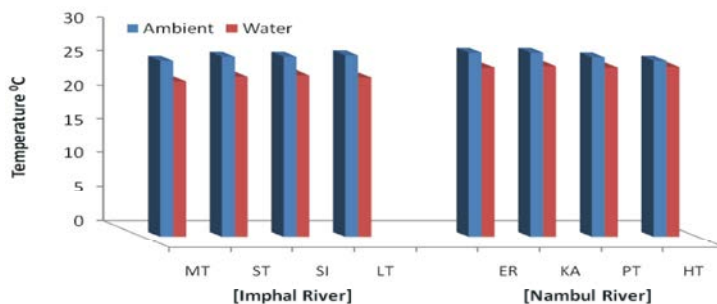 30
Ambient Water
25
20
15
10
5
0
Temperature ⁰C
MT ST SI LT ER KA PT HT
[Imphal River] [Nambul River]